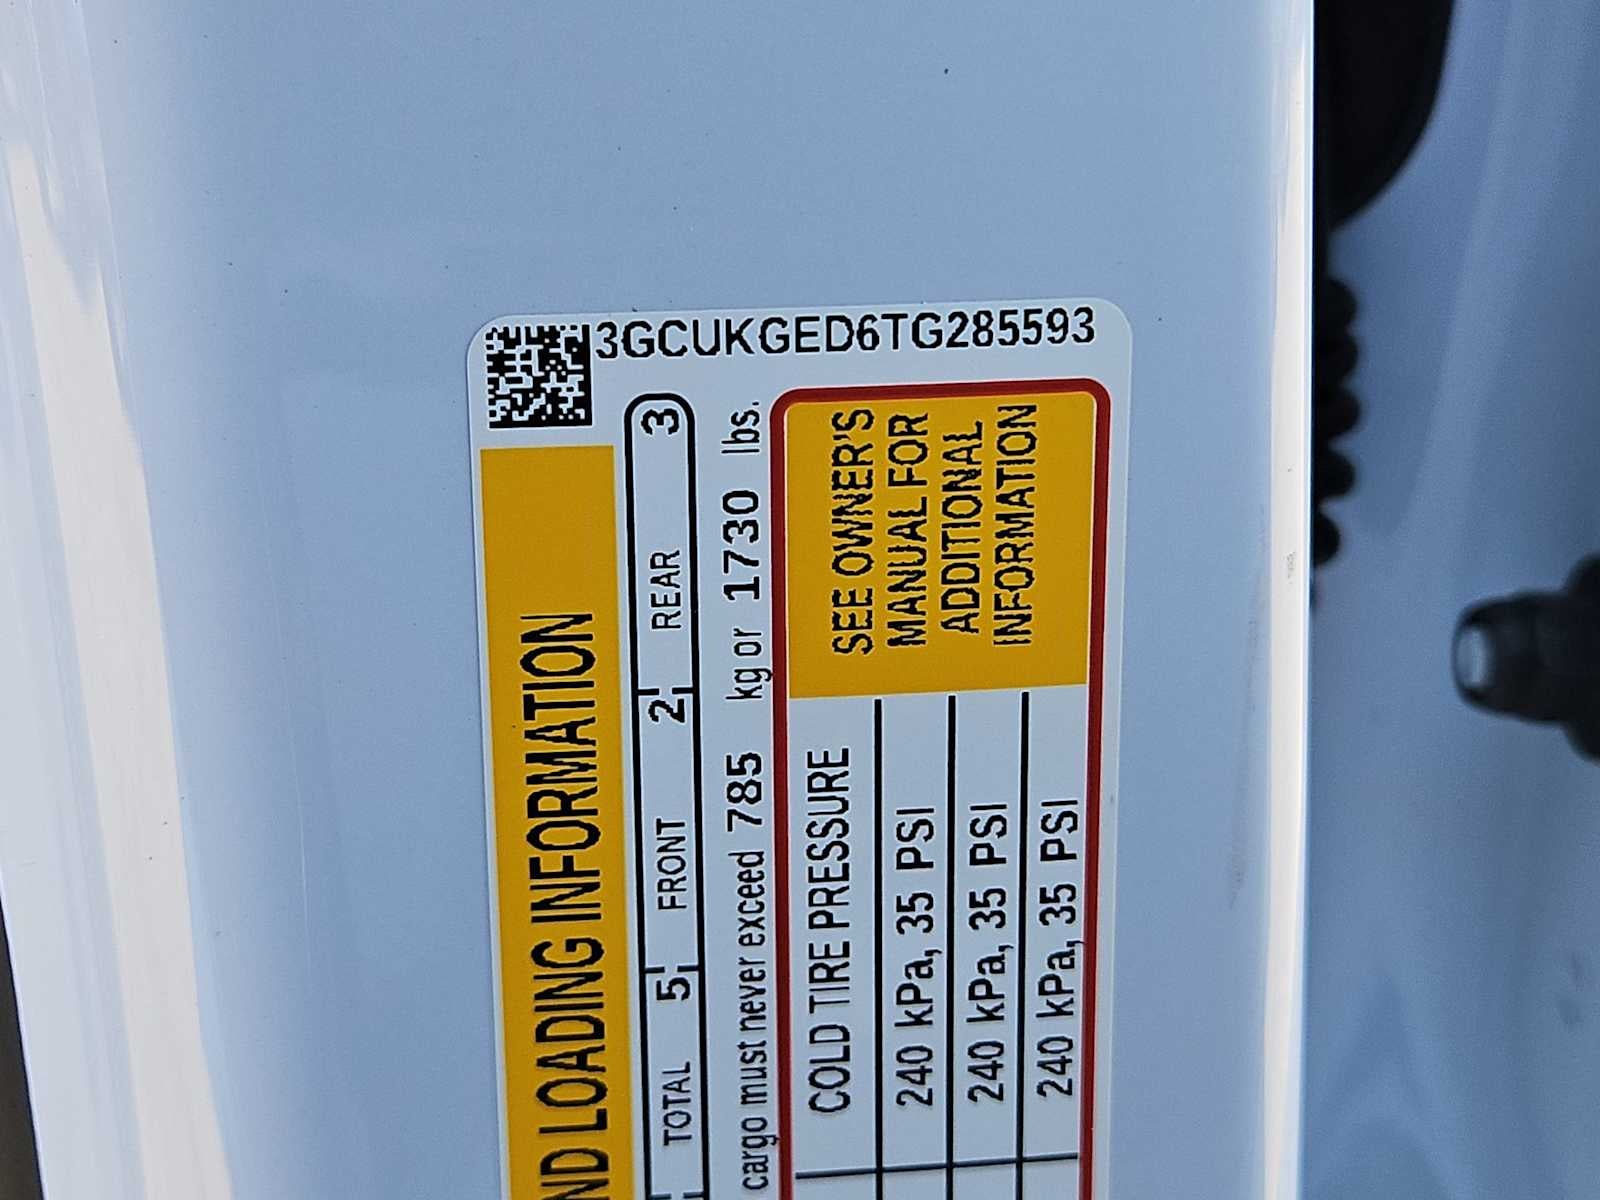 3GCUKGED6TG285593
ND LOADING INFORMATION
TOTAL 5 FRONT 2 REAR 3
cargo must never exceed 785 kg or 1730 lbs.
COLD TIRE PRESSURE
240 kPa, 35 PSI
240 kPa, 35 PSI
240 kPa, 35 PSI
SEE OWNER'S
MANUAL FOR
ADDITIONAL
INFORMATION